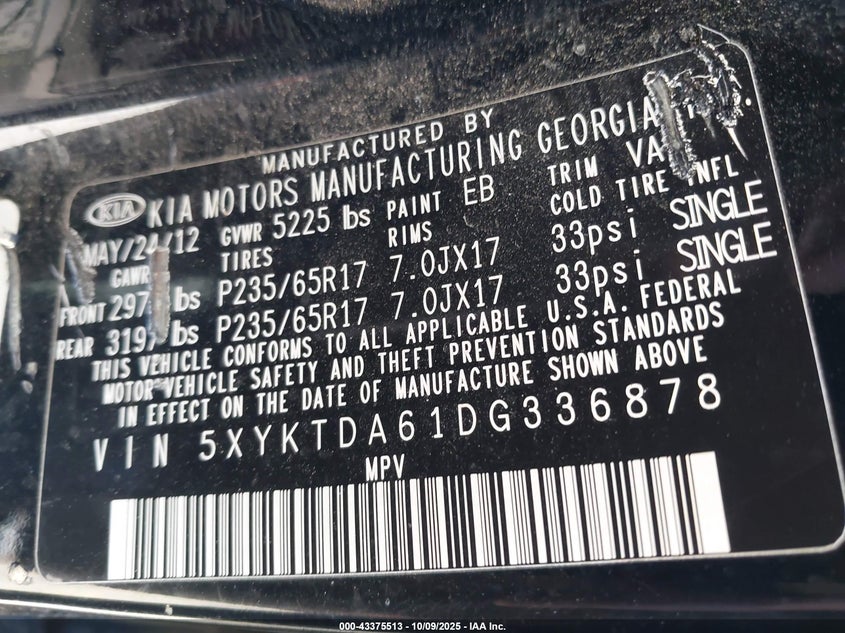 MANUFACTURED BY
KIA KIA MOTORS MANUFACTURING GEORGIA
MAY/24/12 GVWR 5225 lbs PAINT EB TRIM
GAWR TIRES RIMS COLD TIRE INFL
FRONT lbs P235/65R17 7.0JX17 33psi SINGLE
REAR lbs P235/65R17 7.0JX17 33psi SINGLE
THIS VEHICLE CONFORMS TO ALL APPLICABLE U.S.A. FEDERAL
MOTOR VEHICLE SAFETY AND THEFT PREVENTION STANDARDS
IN EFFECT ON THE DATE OF MANUFACTURE SHOWN ABOVE
VIN 5XYKTDA61DG336878
MPV
000-43375513 - 10/09/2025 - IAA Inc.